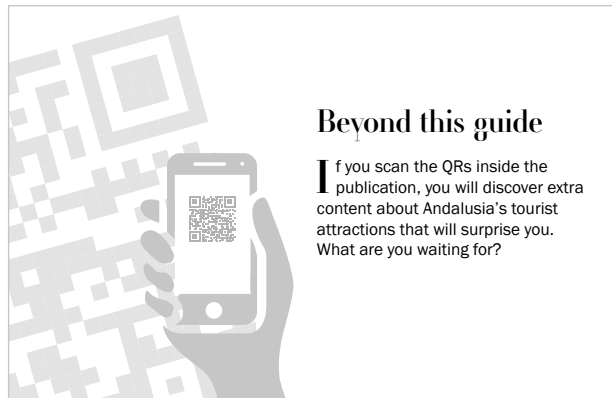 Beyond this guide
If you scan the QRs inside the
publication, you will discover extra
content about Andalusia’s tourist
attractions that will surprise you.
What are you waiting for?